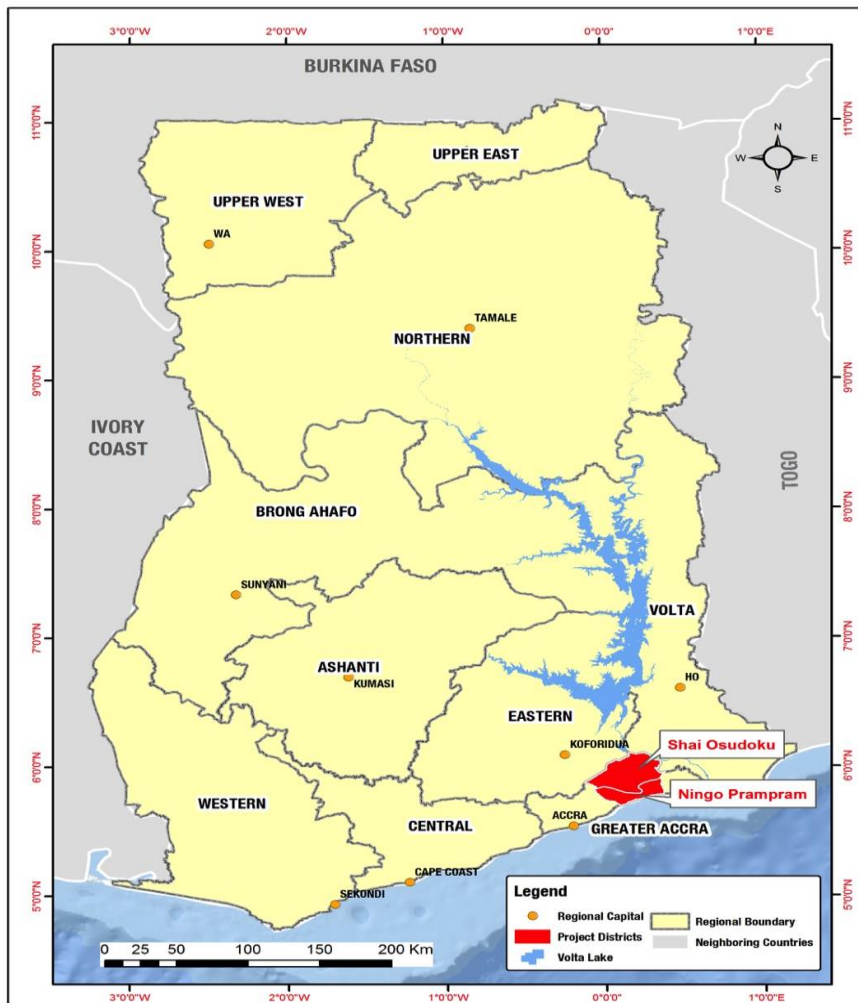 3°0'0"W 2°0'0"W 1°0'0"W 0°0'0" 1°0'0"E
BURKINA FASO
11°0'0"N
11°0'0"N
N
W E
S
UPPER EAST
UPPER WEST
WA
10°0'0"N
10°0'0"N
TAMALE
NORTHERN
9°0'0"N
9°0'0"N
IVORY
COAST
TOGO
8°0'0"N
8°0'0"N
BRONG AHAFO
SUNYANI
VOLTA
7°0'0"N
7°0'0"N
ASHANTI
KUMASI
HO
EASTERN
KOFORIDUA
Shai Osudoku
6°0'0"N
6°0'0"N
Ningo Prampram
WESTERN
CENTRAL
ACCRA
GREATER ACCRA
CAPE COAST
SEKONDI
5°0'0"N
5°0'0"N
Legend
Regional Capital
Project Districts
Volta Lake
Regional Boundary
Neighboring Countries
0 25 50 100 150 200 Km
3°0'0"W 2°0'0"W 1°0'0"W 0°0'0" 1°0'0"E